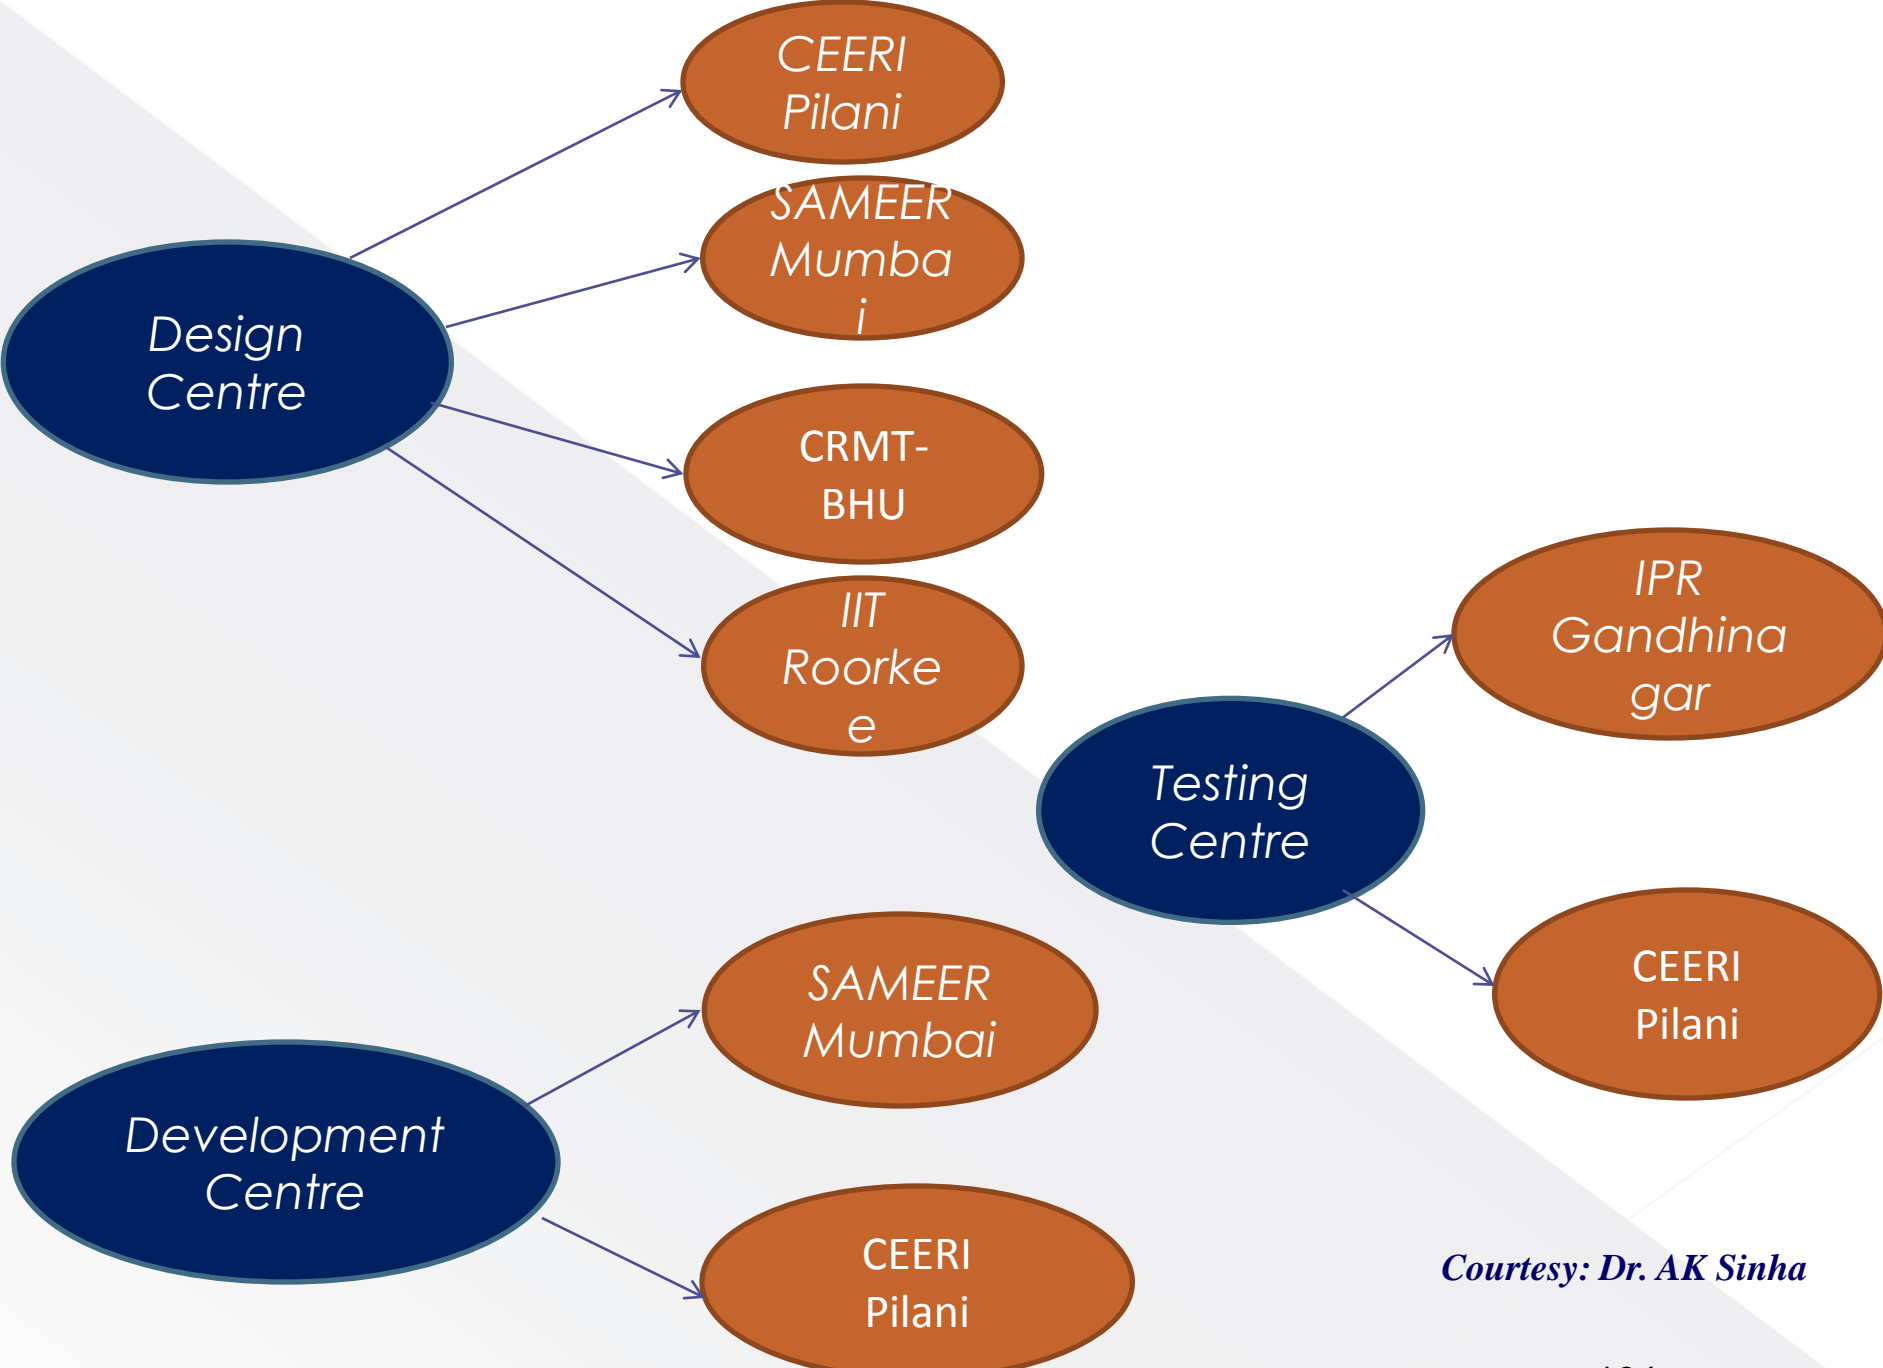 CEERI
Pilani
SAMEER
Mumba
i
Design
Centre
CRMT-
BHU
IIT
Roorke
e
IPR
Gandhina
gar
Testing
Centre
CEERI
Pilani
SAMEER
Mumbai
Development
Centre
CEERI
Pilani
Courtesy: Dr. AK Sinha